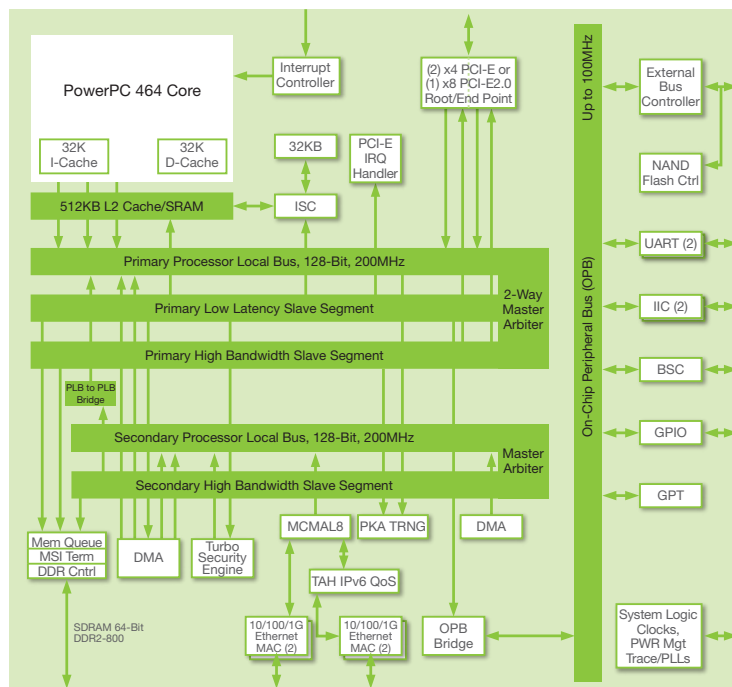 PowerPC 464 Core
32K
I-Cache
32K
D-Cache
512KB L2 Cache/SRAM
Interrupt
Controller
32KB
ISC
PCI-E
IRQ
Handler
(2) x4 PCI-E or
(1) x8 PCI-E2.0
Root/End Point
Primary Processor Local Bus, 128-Bit, 200MHz
Primary Low Latency Slave Segment
Primary High Bandwidth Slave Segment
2-Way
Master
Arbiter
PLB to PLB
Bridge
Secondary Processor Local Bus, 128-Bit, 200MHz
Secondary High Bandwidth Slave Segment
Master
Arbiter
Mem Queue
MSI Term
DDR Cntrl
DMA
Turbo
Security
Engine
MCMAL8
PKA TRNG
DMA
TAH IPv6 QoS
SDRAM 64-Bit
DDR2-800
10/100/1G
Ethernet
MAC (2)
10/100/1G
Ethernet
MAC (2)
OPB
Bridge
Up to 100MHz
On-Chip Peripheral Bus (OPB)
External
Bus
Controller
NAND
Flash Ctrl
UART (2)
IIC (2)
BSC
GPIO
GPT
System Logic
Clocks,
PWR Mgt
Trace/PLLs